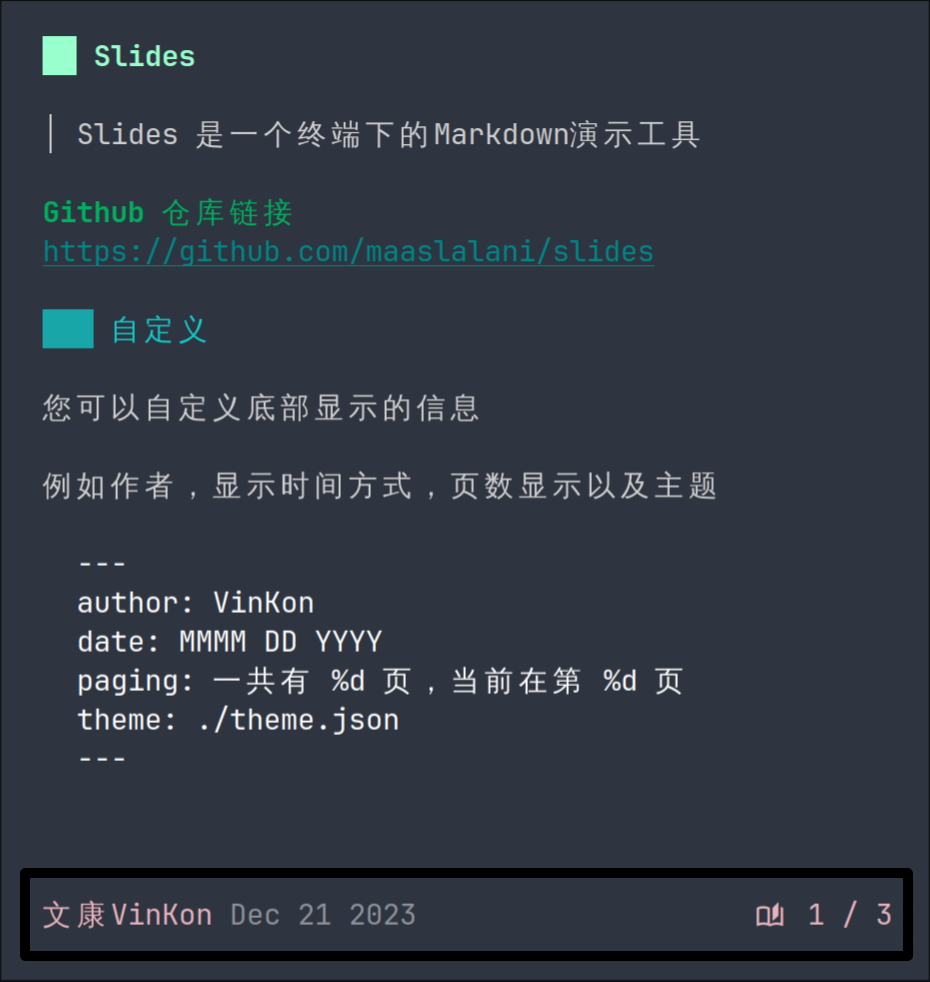 Slides
Slides 是一个终端下的Markdown演示工具
Github 仓库链接
https://github.com/maaslalani/slides
自定义
您可以自定义底部显示的信息
例如作者，显示时间方式，页数显示以及主题
---
author: VinKon
date: MMMM DD YYYY
paging: 一共有 %d 页，当前在第 %d 页
theme: ./theme.json
---
文康VinKon Dec 21 2023 1 / 3